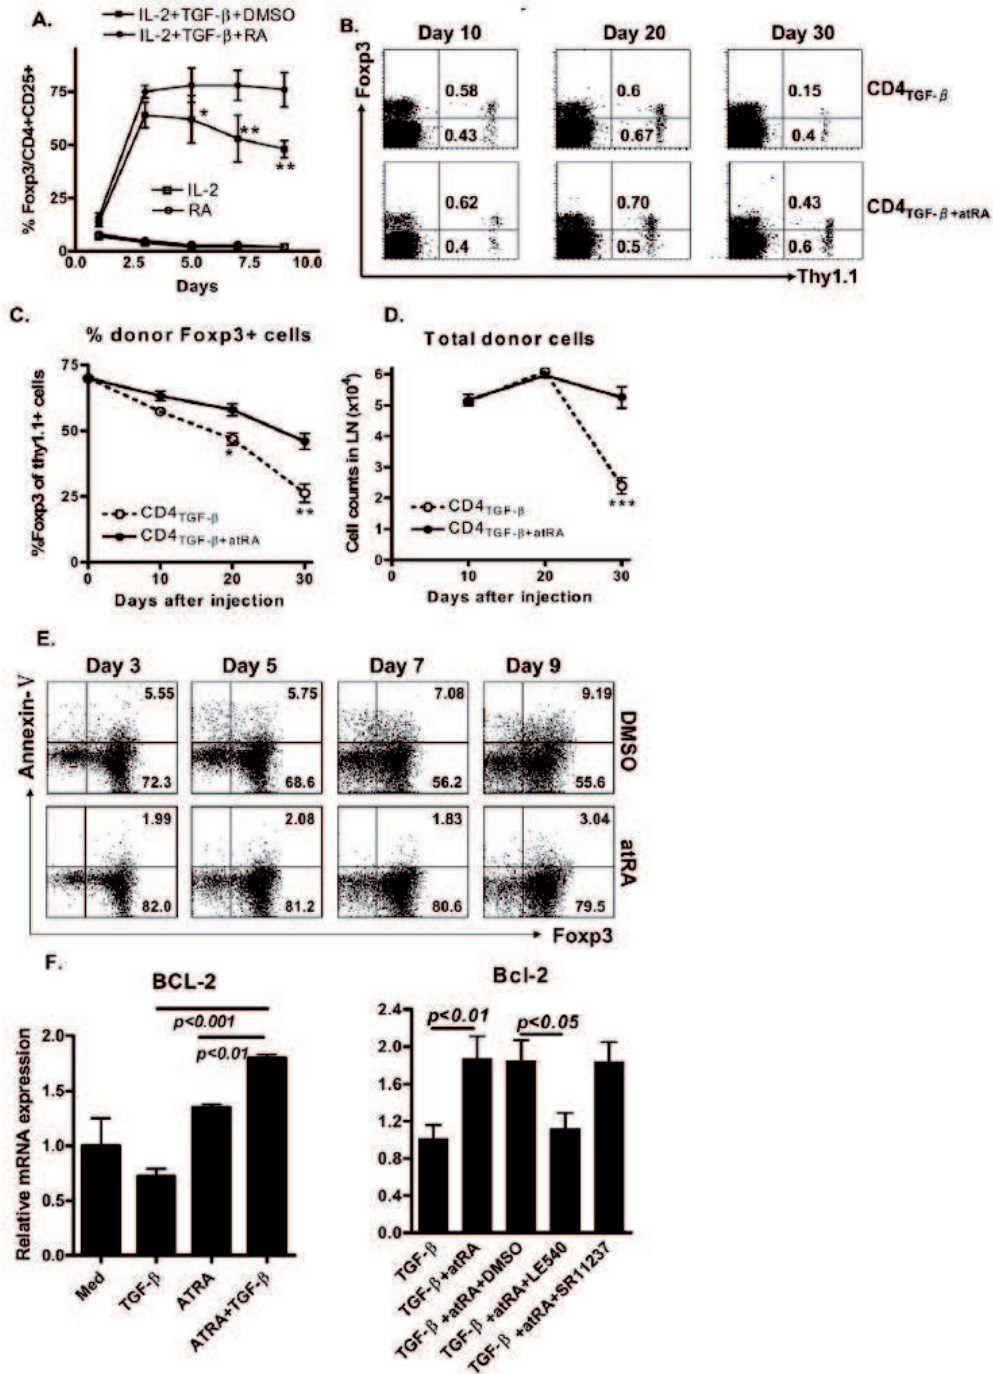 A.
IL-2+TGF-β+DMSO
IL-2+TGF-β+RA
% Foxp3/CD4+CD25+
75
50
25
0
* ** **
IL-2
RA
0.0 2.5 5.0 7.5 10.0
Days
B.
Day 10 Day 20 Day 30
Foxp3
0.58 0.6 0.15
0.43 0.67 0.4
CD4TGF-β
0.62 0.70 0.43
0.4 0.5 0.6
CD4TGF-β+atRA
Thy1.1
C.
% donor Foxp3+ cells
%Foxp3 of thy1.1+ cells
75
50
25
0
*
**
CD4TGF-β
CD4TGF-β+atRA
0 10 20 30
Days after injection
D.
Total donor cells
Cell counts in LN (x10⁴)
6
5
4
3
2
1
0
***
CD4TGF-β
CD4TGF-β+atRA
0 10 20 30
Days after injection
E.
Day 3 Day 5 Day 7 Day 9
Annexin-V
5.55 5.75 7.08 9.19
72.3 68.6 56.2 55.6
DMSO
1.99 2.08 1.83 3.04
82.0 81.2 80.6 79.5
atRA
Foxp3
F.
BCL-2
Relative mRNA expression
2.0
1.5
1.0
0.5
0.0
p<0.001
p<0.01
Med
TGF-β
ATRA
ATRA+TGF-β
Bcl-2
2.4
2.0
1.6
1.2
0.8
0.4
0.0
p<0.01 p<0.05
TGF-β
TGF-β+atRA
TGF-β +atRA+DMSO
TGF-β +atRA+LE540
TGF-β +atRA+SR11237